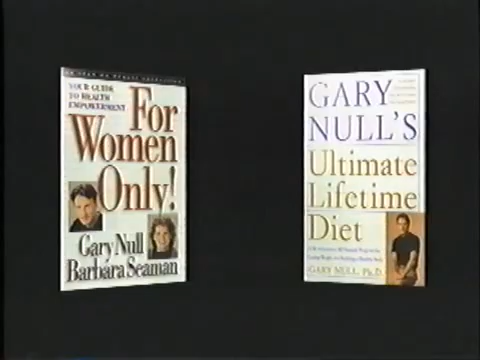 YOUR GUIDE
TO HEALTH
EMPOWERMENT
For
Women
Only!
Gary Null
Barbara Seaman
GARY
NULL'S
Ultimate
Lifetime
Diet
GARY NULL, Ph.D.